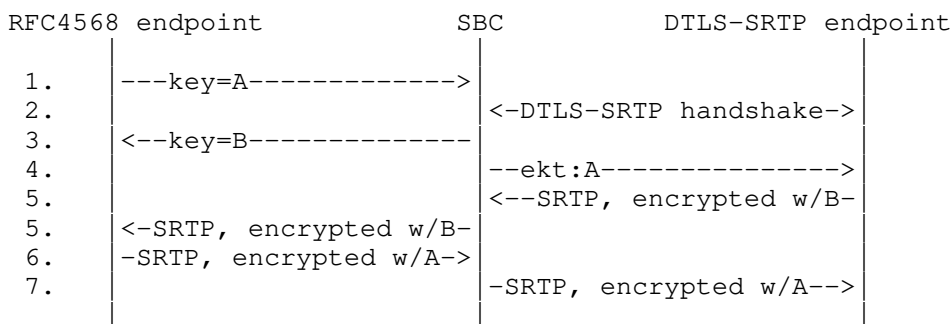 RFC4568 endpoint SBC DTLS-SRTP endpoint
| | |
1. |---key=A------------->| |
2. | |<-DTLS-SRTP handshake->|
3. |<--key=B--------------| |
4. | |--ekt:A--------------->|
5. | |<--SRTP, encrypted w/B-|
5. |<-SRTP, encrypted w/B-| |
6. |-SRTP, encrypted w/A->| |
7. | |-SRTP, encrypted w/A-->|
| | |